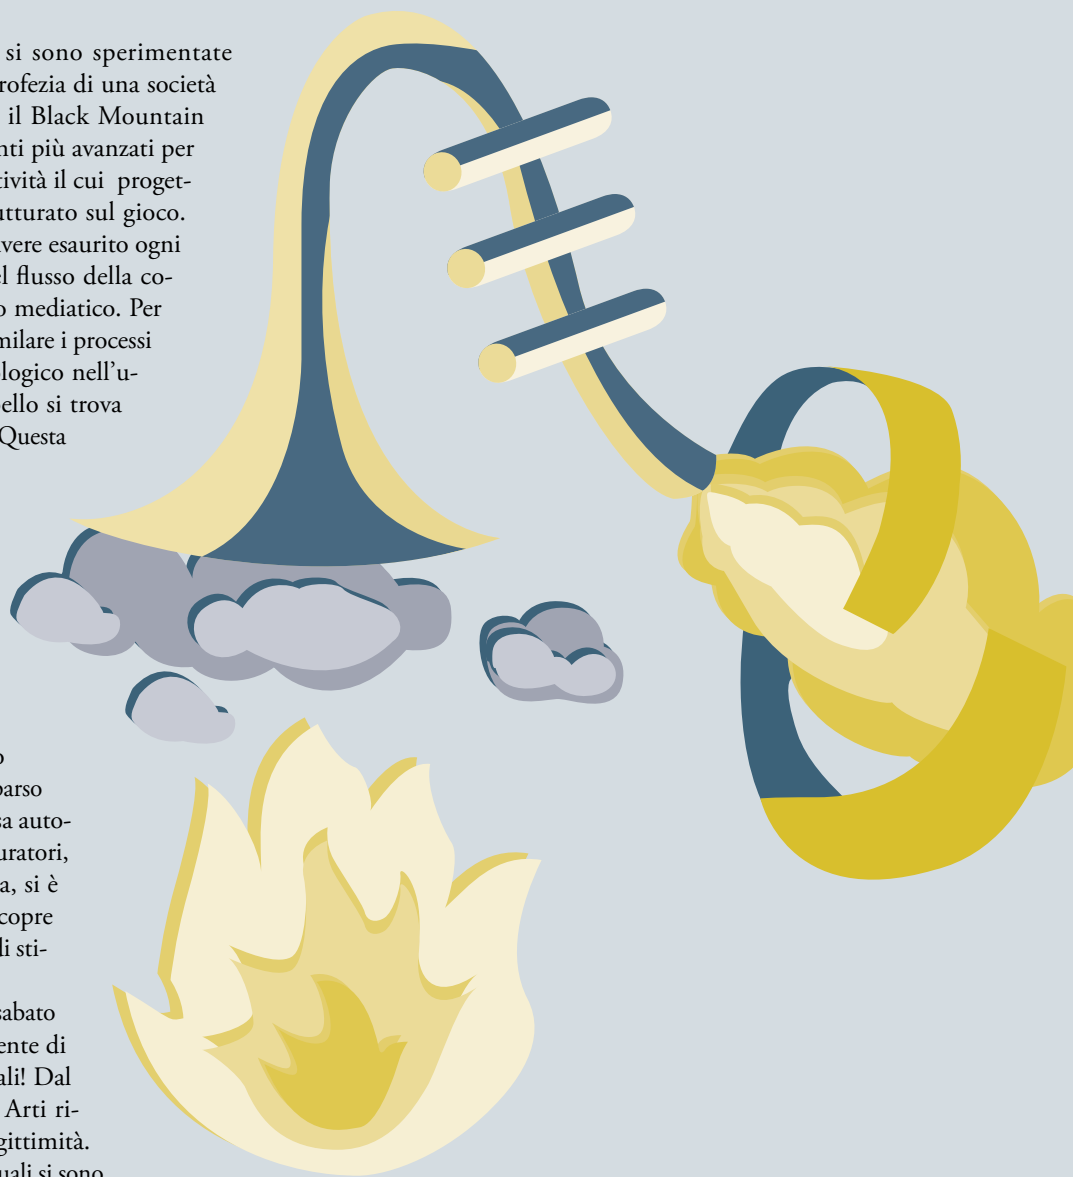 si sono sperimentate
rofezia di una società
il Black Mountain
nti più avanzati per
tività il cui proget-
utturato sul gioco.
vere esaurito ogni
el flusso della co-
o mediatico. Per
milare i processi
logico nell’u-
ello si trova
Questa
o
parso
sa auto-
uratori,
a, si è
copre
di sti-
sabato
ente di
ali! Dal
Arti ri-
gittimità.
uali si sono